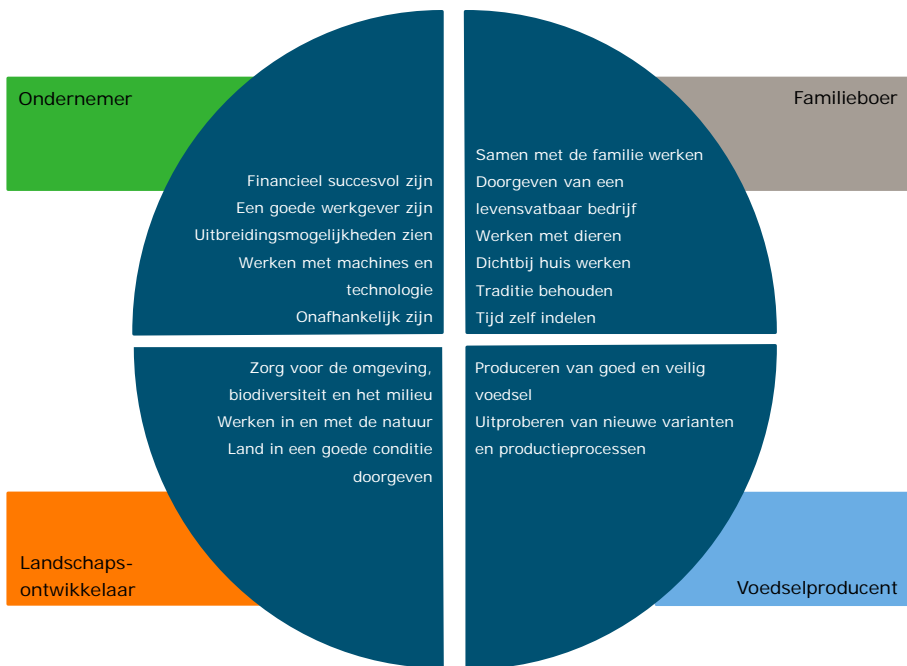 Ondernemer
Financieel succesvol zijn
Een goede werkgever zijn
Uitbreidingsmogelijkheden zien
Werken met machines en
technologie
Onafhankelijk zijn
Familieboer
Samen met de familie werken
Doorgeven van een
levensvatbaar bedrijf
Werken met dieren
Dichtbij huis werken
Traditie behouden
Tijd zelf indelen
Zorg voor de omgeving,
biodiversiteit en het milieu
Werken in en met de natuur
Land in een goede conditie
doorgeven
Landschaps-
ontwikkelaar
Produceren van goed en veilig
voedsel
Uitproberen van nieuwe varianten
en productieprocessen
Voedselproducent